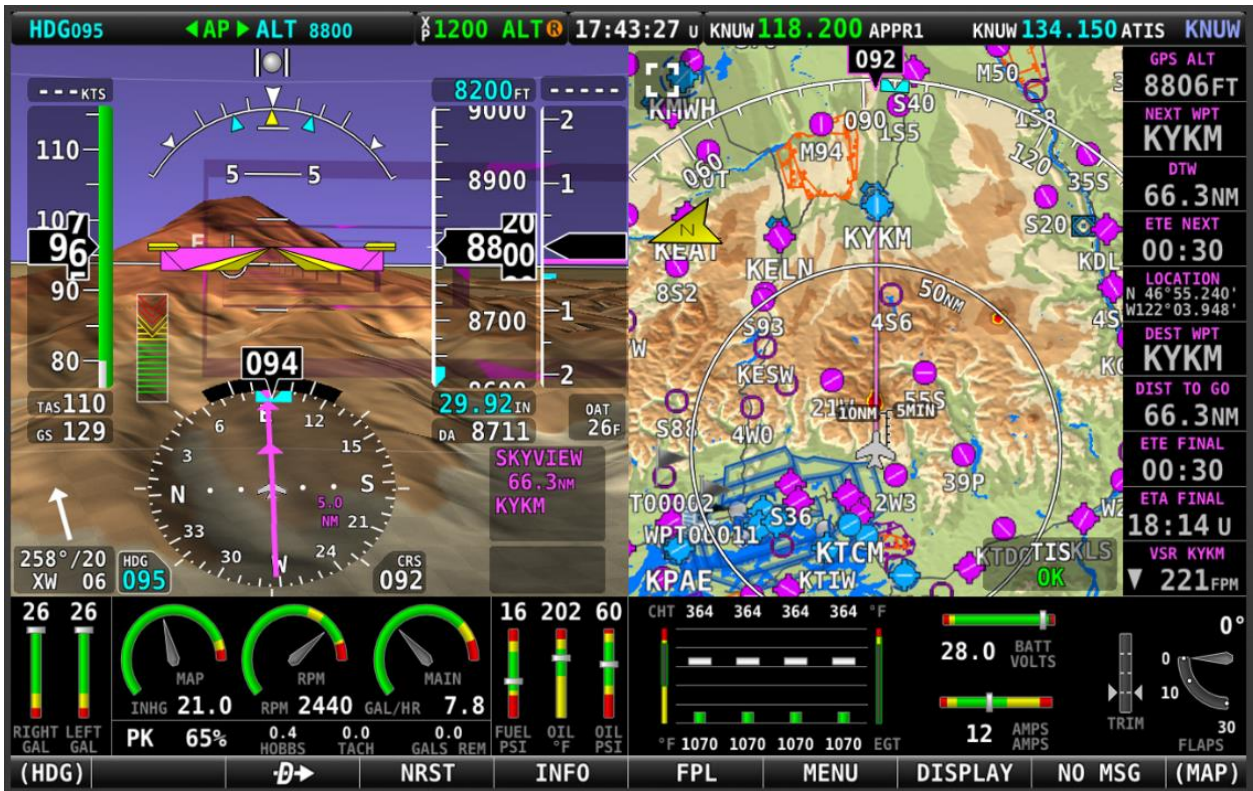 HDG095 AP ALT 8800 XP 1200 ALT R 17:43:27 U KNUW 118.200 APPR1 KNUW 134.150 ATIS KNUW
---KTS
110
107
96
95
90
80
TAS 110
GS 129
5 5
8200FT -----
9000
8900
20
8800
8700
8600
2
1
1
2
29.92IN
DA 8711
OAT
26F
094
6
E
12
3
15
N
S
5.0
NM
21
33
30
W
24
SKYVIEW
66.3NM
KYKM
258°/20
XW 06
HDG
095
CRS
092
092
KMWH
M50
S40
1S5
1S8
090
M94
060
120
35S
S20
KYKM
KEAT
KELN
KDL
8S2
50NM
4S6
4S
S93
W
KESW
21W
10NM
5MIN
55S
S88
4W0
39P
T00002
2W3
W2
S36
WPT00011
KTCM
KTDO
TIS
KLS
OK
KPAE
KTIW
N
GPS ALT
8806FT
NEXT WPT
KYKM
DTW
66.3NM
ETE NEXT
00:30
LOCATION
N 46°55.240'
W122°03.948'
DEST WPT
KYKM
DIST TO GO
66.3NM
ETE FINAL
00:30
ETA FINAL
18:14 U
VSR KYKM
221FPM
26 26
RIGHT LEFT
GAL GAL
MAP
INHG 21.0
RPM
RPM 2440
MAIN
GAL/HR 7.8
PK 65%
0.4 0.0 0.0
HOBBS TACH GALS REM
16 202 60
FUEL OIL OIL
PSI °F PSI
CHT 364 364 364 364 °F
°F 1070 1070 1070 1070 EGT
28.0 BATT
VOLTS
12 AMPS
AMPS
TRIM
0°
0
10
30
FLAPS
(HDG) D NRST INFO FPL MENU DISPLAY NO MSG (MAP)